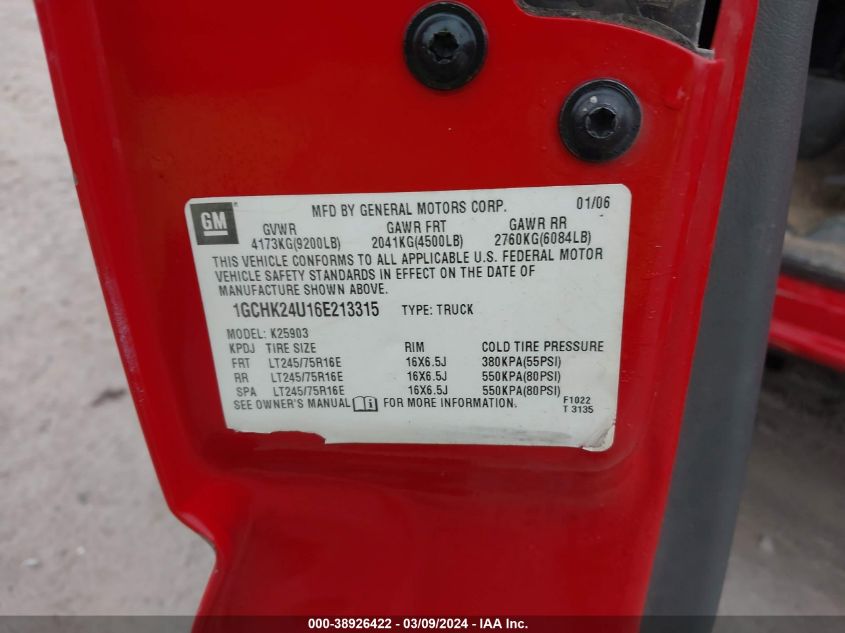 GM
MFD BY GENERAL MOTORS CORP. 01/06
GVWR GAWR FRT GAWR RR
4173KG(9200LB) 2041KG(4500LB) 2760KG(6084LB)
THIS VEHICLE CONFORMS TO ALL APPLICABLE U.S. FEDERAL MOTOR
VEHICLE SAFETY STANDARDS IN EFFECT ON THE DATE OF
MANUFACTURE SHOWN ABOVE.
1GCHK24U16E213315 TYPE: TRUCK
MODEL: K25903
KPDJ TIRE SIZE RIM COLD TIRE PRESSURE
FRT LT245/75R16E 16X6.5J 380KPA(55PSI)
RR LT245/75R16E 16X6.5J 550KPA(80PSI)
SPA LT245/75R16E 16X6.5J 550KPA(80PSI)
SEE OWNER'S MANUAL i FOR MORE INFORMATION. F1022
T 3135
000-38926422 - 03/09/2024 - IAA Inc.